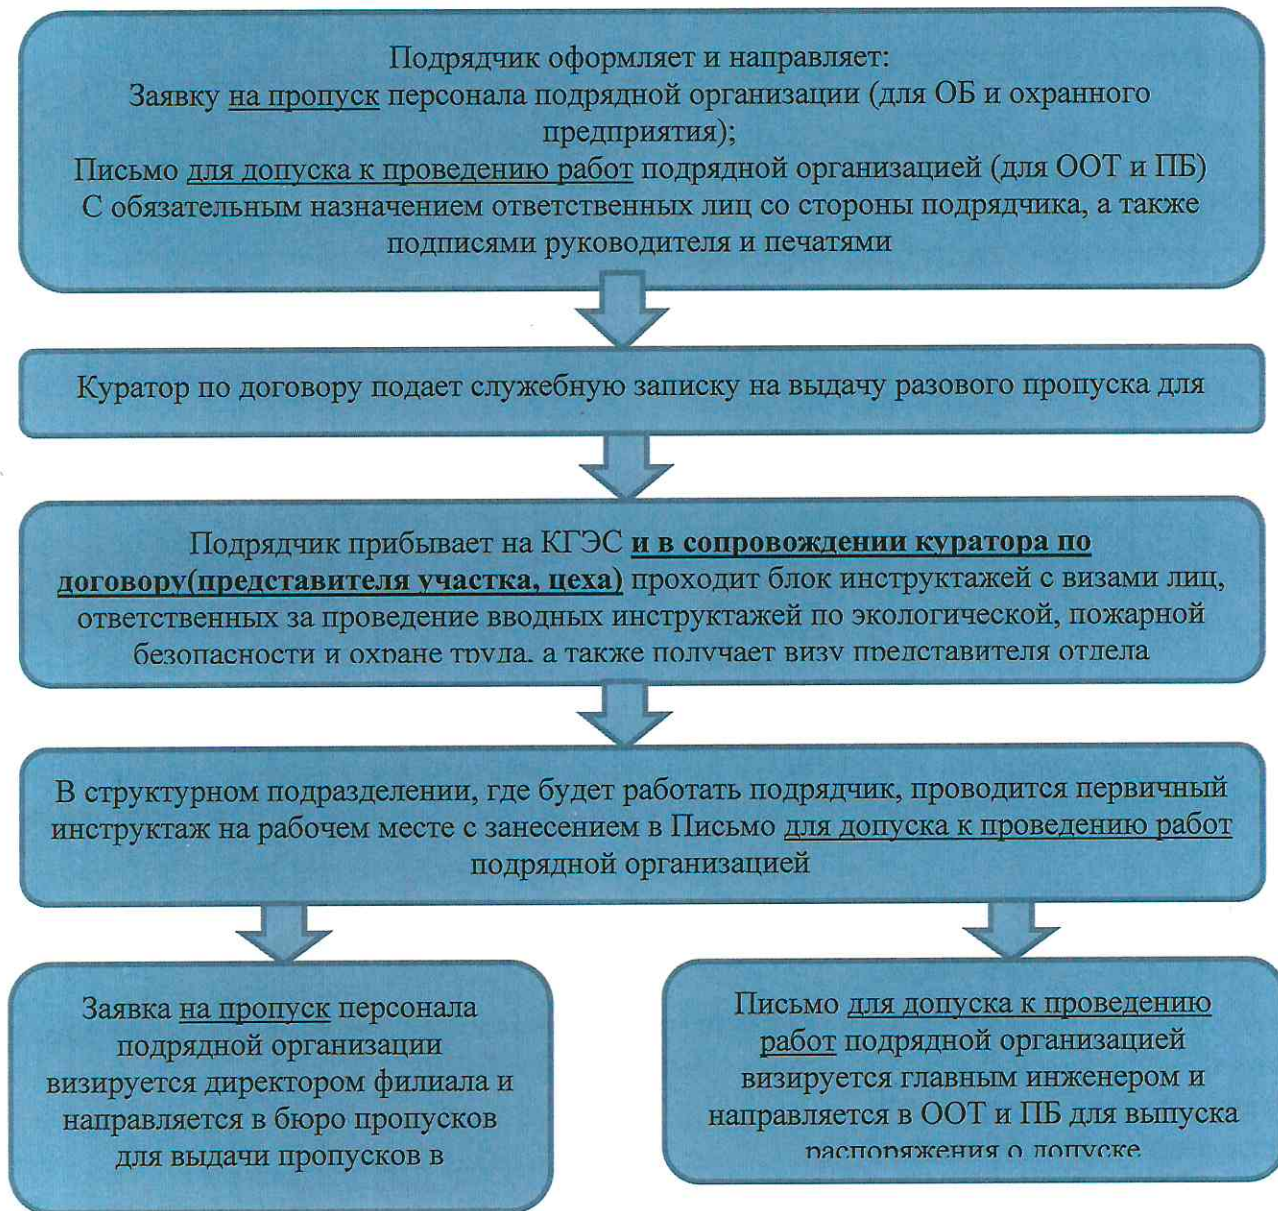 Подрядчик оформляет и направляет:
Заявку на пропуск персонала подрядной организации (для ОБ и охранного
предприятия);
Письмо для допуска к проведению работ подрядной организацией (для ООТ и ПБ)
С обязательным назначением ответственных лиц со стороны подрядчика, а также
подписями руководителя и печатями
Куратор по договору подает служебную записку на выдачу разового пропуска для
Подрядчик прибывает на КГЭС и в сопровождении куратора по
договору(представителя участка, цеха) проходит блок инструктажей с визами лиц,
ответственных за проведение вводных инструктажей по экологической, пожарной
безопасности и охране труда, а также получает визу представителя отдела
В структурном подразделении, где будет работать подрядчик, проводится первичный
инструктаж на рабочем месте с занесением в Письмо для допуска к проведению работ
подрядной организацией
Заявка на пропуск персонала
подрядной организации
визируется директором филиала и
направляется в бюро пропусков
для выдачи пропусков в
Письмо для допуска к проведению
работ подрядной организацией
визируется главным инженером и
направляется в ООТ и ПБ для выпуска
распоряжения о допуске